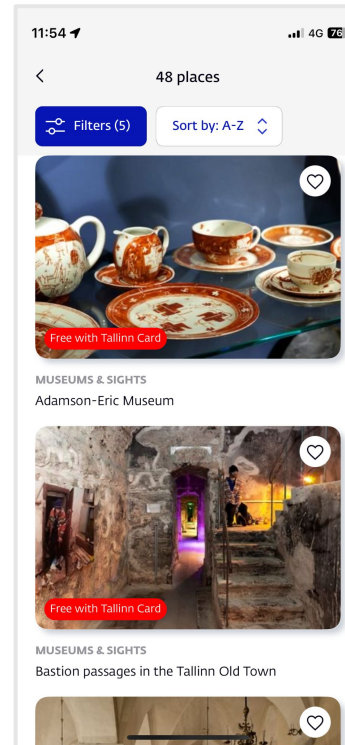 11:54
4G 76
48 places
Filters (5)
Sort by: A-Z
Free with Tallinn Card
MUSEUMS & SIGHTS
Adamson-Eric Museum
Free with Tallinn Card
MUSEUMS & SIGHTS
Bastion passages in the Tallinn Old Town